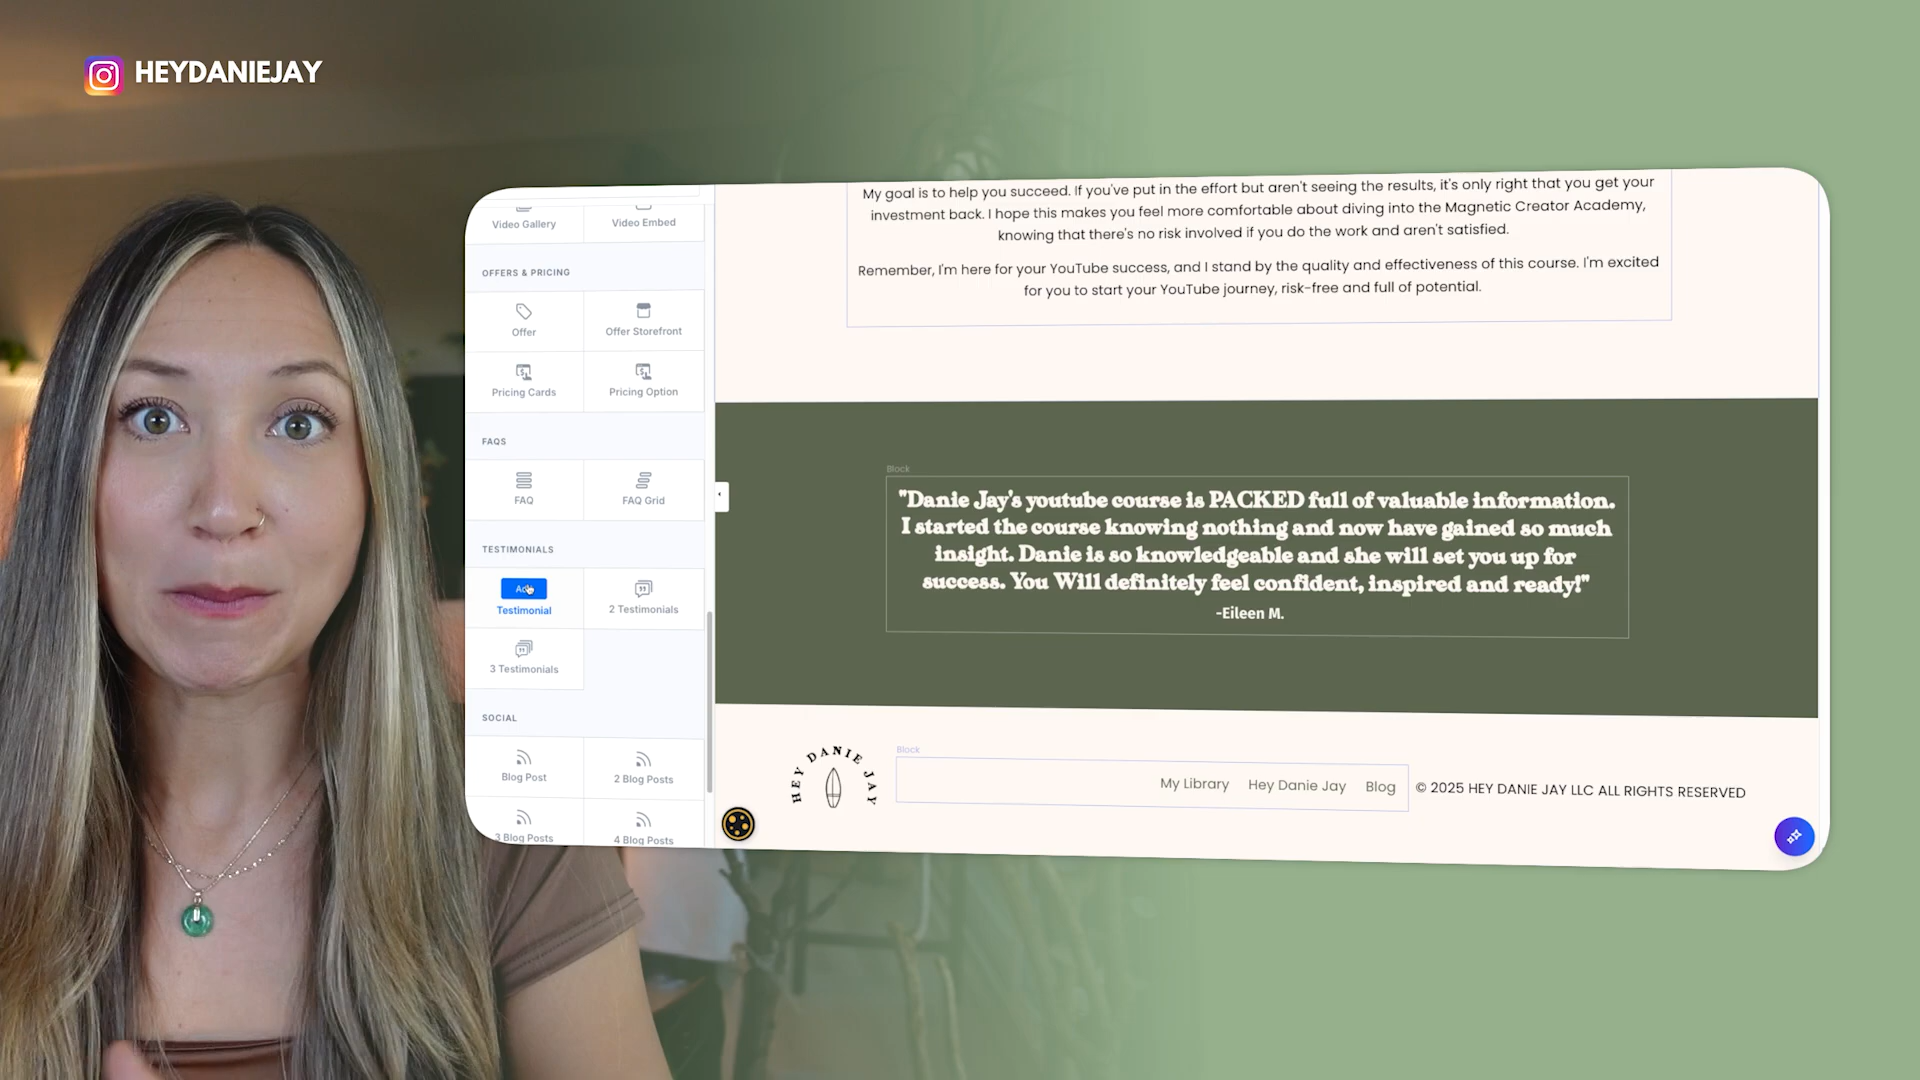 HEYDANIEJAY
Video Gallery
Video Embed
OFFERS & PRICING
Offer
Offer Storefront
Pricing Cards
Pricing Option
FAQS
FAQ
FAQ Grid
TESTIMONIALS
Testimonial
2 Testimonials
3 Testimonials
SOCIAL
Blog Post
2 Blog Posts
3 Blog Posts
4 Blog Posts
My goal is to help you succeed. If you've put in the effort but aren't seeing the results, it's only right that you get your
investment back. I hope this makes you feel more comfortable about diving into the Magnetic Creator Academy,
knowing that there's no risk involved if you do the work and aren't satisfied.
Remember, I'm here for your YouTube success, and I stand by the quality and effectiveness of this course. I'm excited
for you to start your YouTube journey, risk-free and full of potential.
Block
"Danie Jay's youtube course is PACKED full of valuable information.
I started the course knowing nothing and now have gained so much
insight. Danie is so knowledgeable and she will set you up for
success. You Will definitely feel confident, inspired and ready!"
-Eileen M.
HEY DANIE JAY
Block
My Library Hey Danie Jay Blog
© 2025 HEY DANIE JAY LLC ALL RIGHTS RESERVED